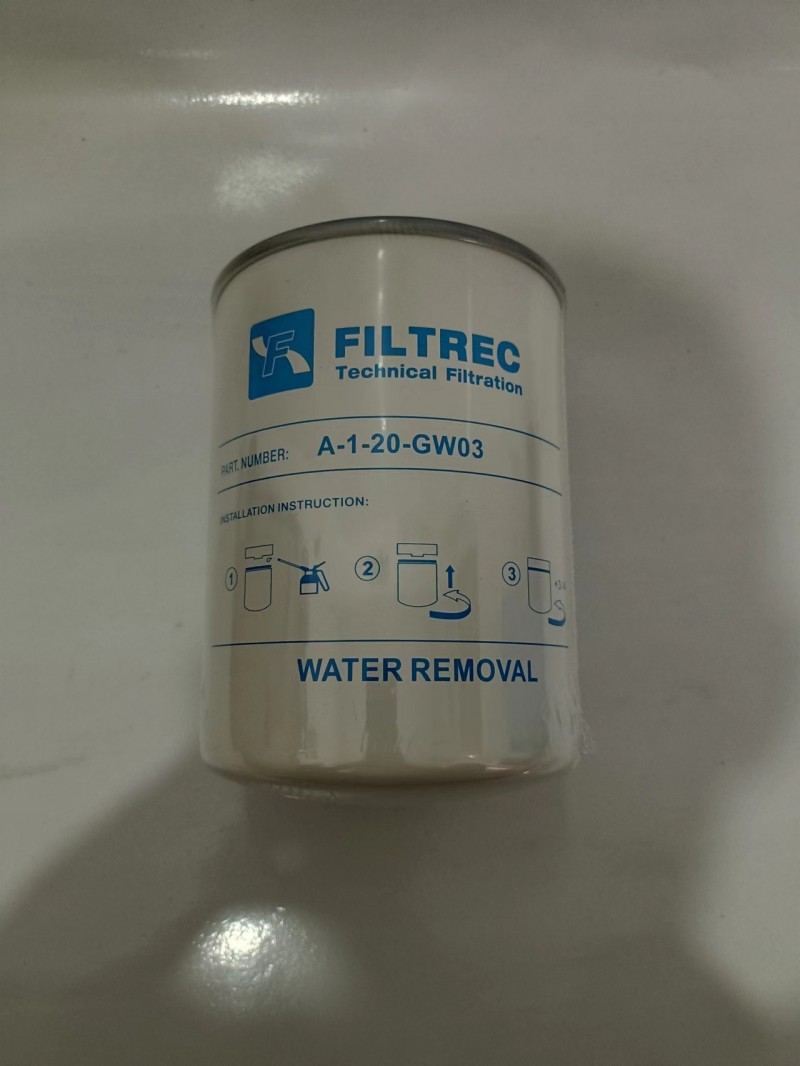 F
FILTREC
Technical Filtration
PART. NUMBER: A-1-20-GW03
INSTALLATION INSTRUCTION:
1 2 3
WATER REMOVAL